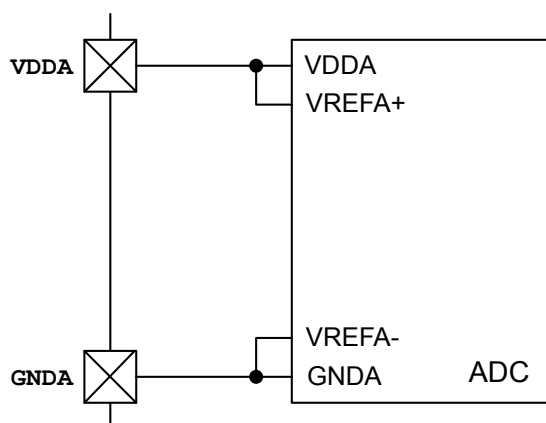 VDDA
VDDA
VREFA+
VREFA-
GNDA
GNDA
ADC